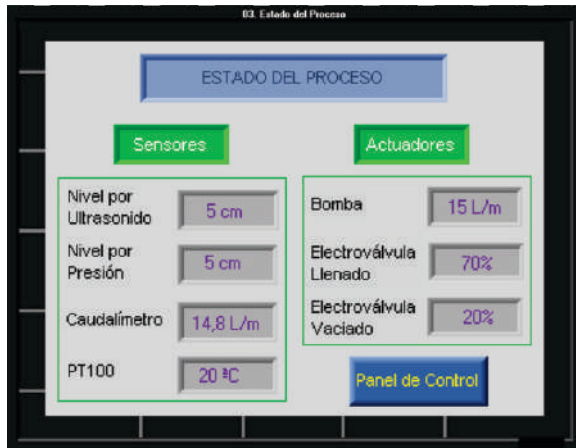 03. Estado del Proceso
ESTADO DEL PROCESO
Sensores
Nivel por
Ultrasonido
5 cm
Nivel por
Presión
5 cm
Caudalímetro
14,8 L/m
PT100
20 ªC
Actuadores
Bomba
15 L/m
Electroválvula
Llenado
70%
Electroválvula
Vaciado
20%
Panel de Control